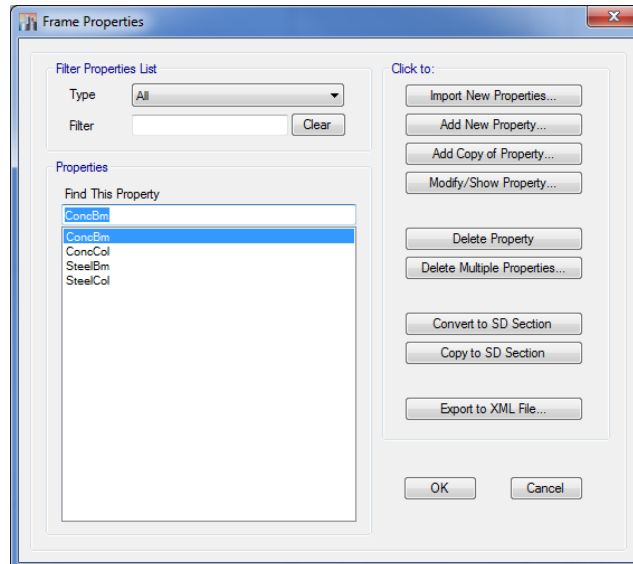 Frame Properties
Filter Properties List
Type
All
Filter
Clear
Properties
Find This Property
ConcBm
ConcBm
ConcCol
SteelBm
SteelCol
Click to:
Import New Properties...
Add New Property...
Add Copy of Property...
Modify/Show Property...
Delete Property
Delete Multiple Properties...
Convert to SD Section
Copy to SD Section
Export to XML File...
OK
Cancel